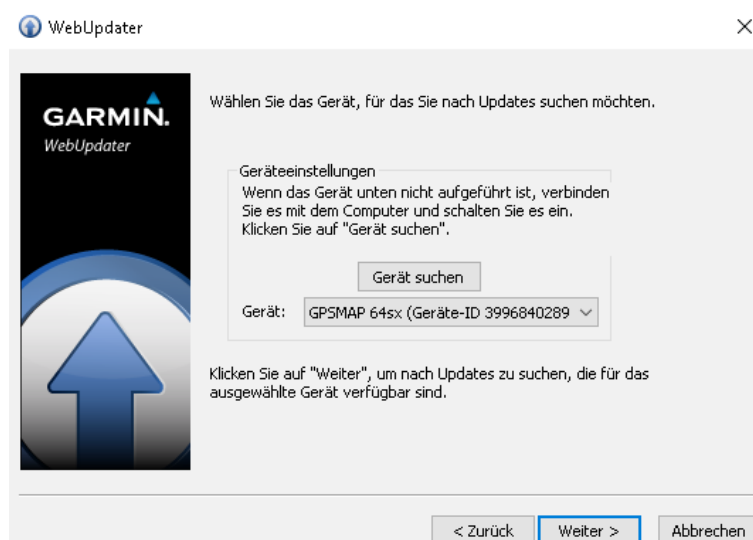 WebUpdater
GARMIN.
WebUpdater
Wählen Sie das Gerät, für das Sie nach Updates suchen möchten.
Geräteeinstellungen
Wenn das Gerät unten nicht aufgeführt ist, verbinden
Sie es mit dem Computer und schalten Sie es ein.
Klicken Sie auf "Gerät suchen".
Gerät suchen
Gerät: GPSMAP 64sx (Geräte-ID 3996840289
Klicken Sie auf "Weiter", um nach Updates zu suchen, die für das
ausgewählte Gerät verfügbar sind.
< Zurück Weiter > Abbrechen